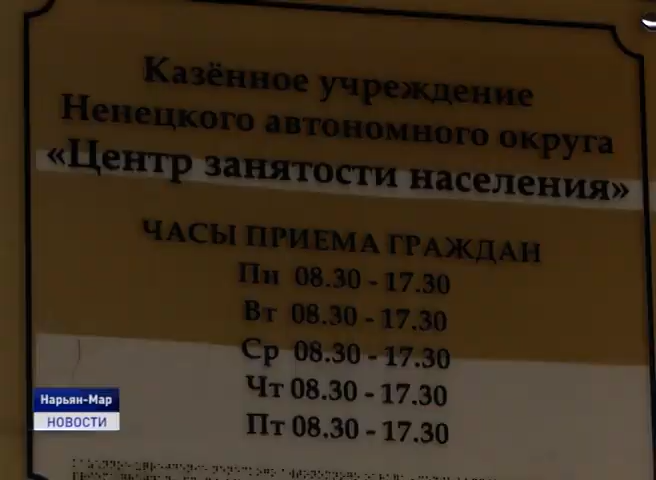 Казённое учреждение
Ненецкого автономного округа
«Центр занятости населения»
ЧАСЫ ПРИЕМА ГРАЖДАН
Пн 08.30 - 17.30
Вт 08.30 - 17.30
Ср 08.30 - 17.30
Чт 08.30 - 17.30
Пт 08.30 - 17.30
Нарьян-Мар
НОВОСТИ